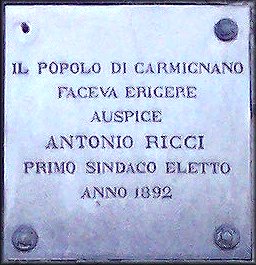 IL POPOLO DI CARMIGNANO
FACEVA ERIGERE
AUSPICE
ANTONIO RICCI
PRIMO SINDACO ELETTO
ANNO 1892